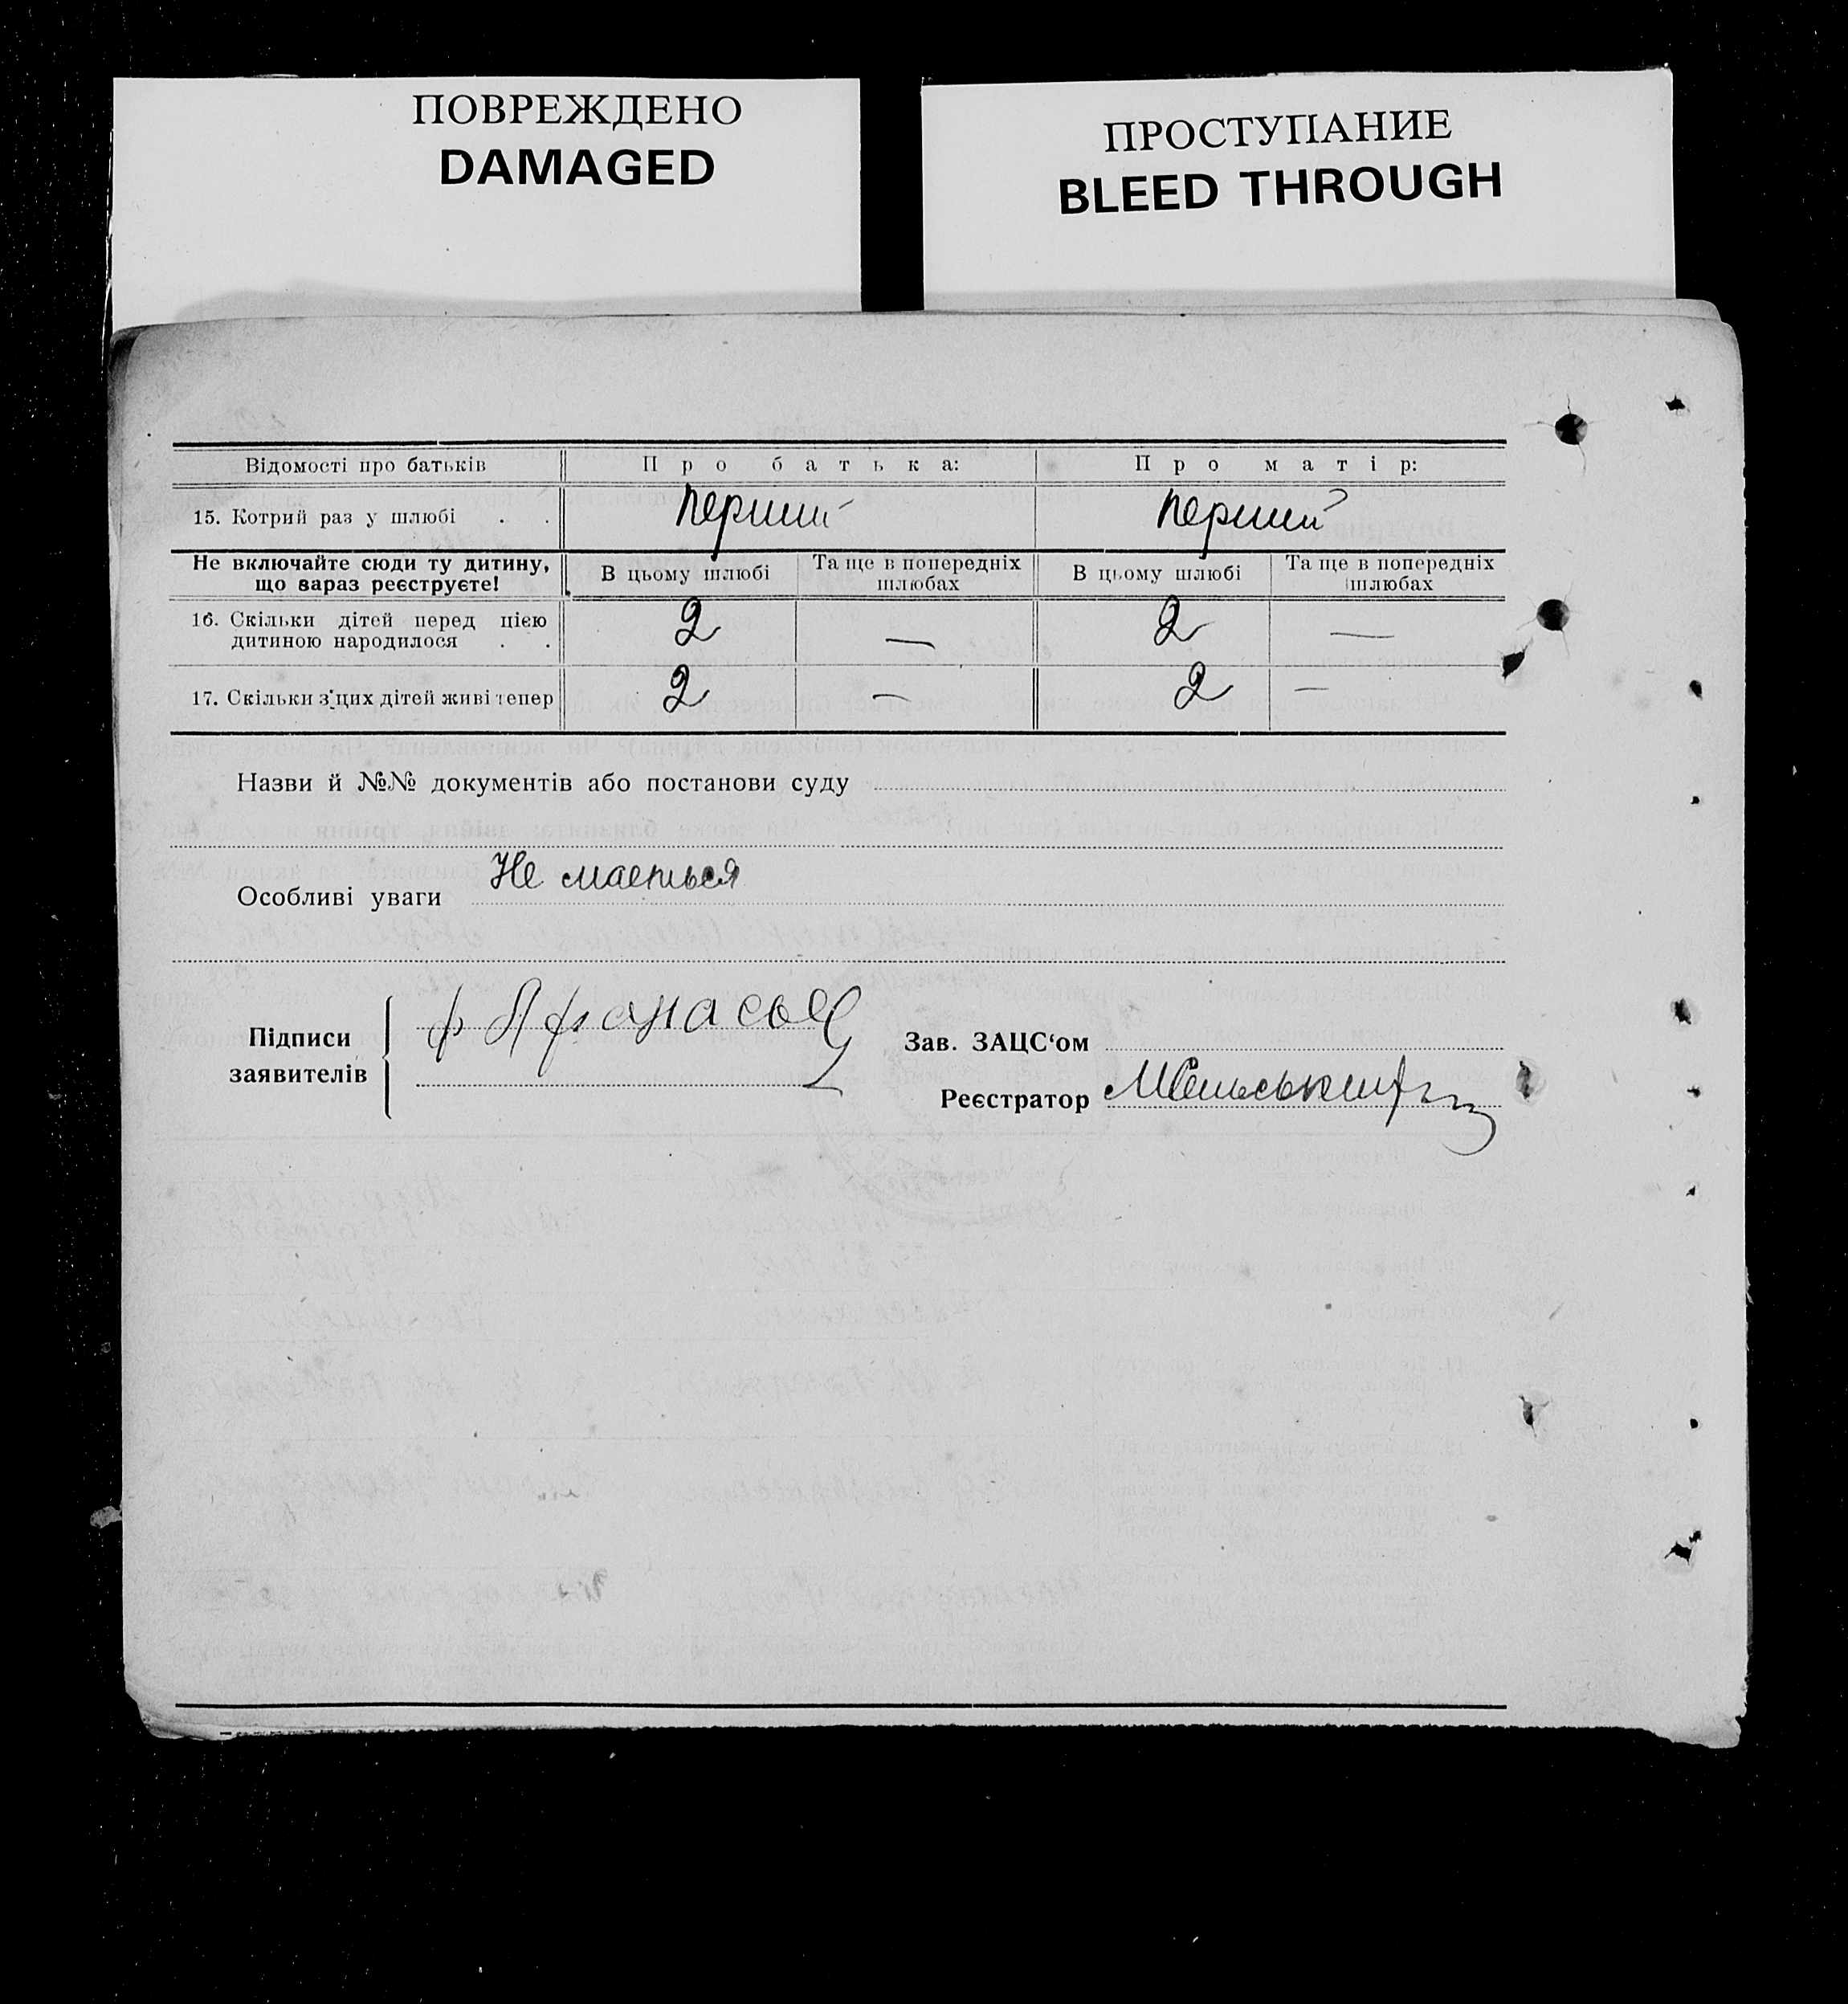 ПОВРЕЖДЕНО
DAMAGED
ПРОСТУПАНИЕ
BLEED THROUGH
Відомості про батьків Про батька: Про матір:
15. Котрий раз у шлюбі . . перший перший
Не включайте сюди ту дитину, що вараз реєструєте! В цьому шлюбі Та ще в попередніх шлюбах В цьому шлюбі Та ще в попередніх шлюбах
16. Скільки дітей перед цією дитиною народилося . . 2 — 2 —
17. Скільки з цих дітей живі тепер 2 — 2 —
Назви й №№ документів або постанови суду
Особливі уваги Не мается
Підписи заявителів
Зав. ЗАЦС‘ом
Реєстратор